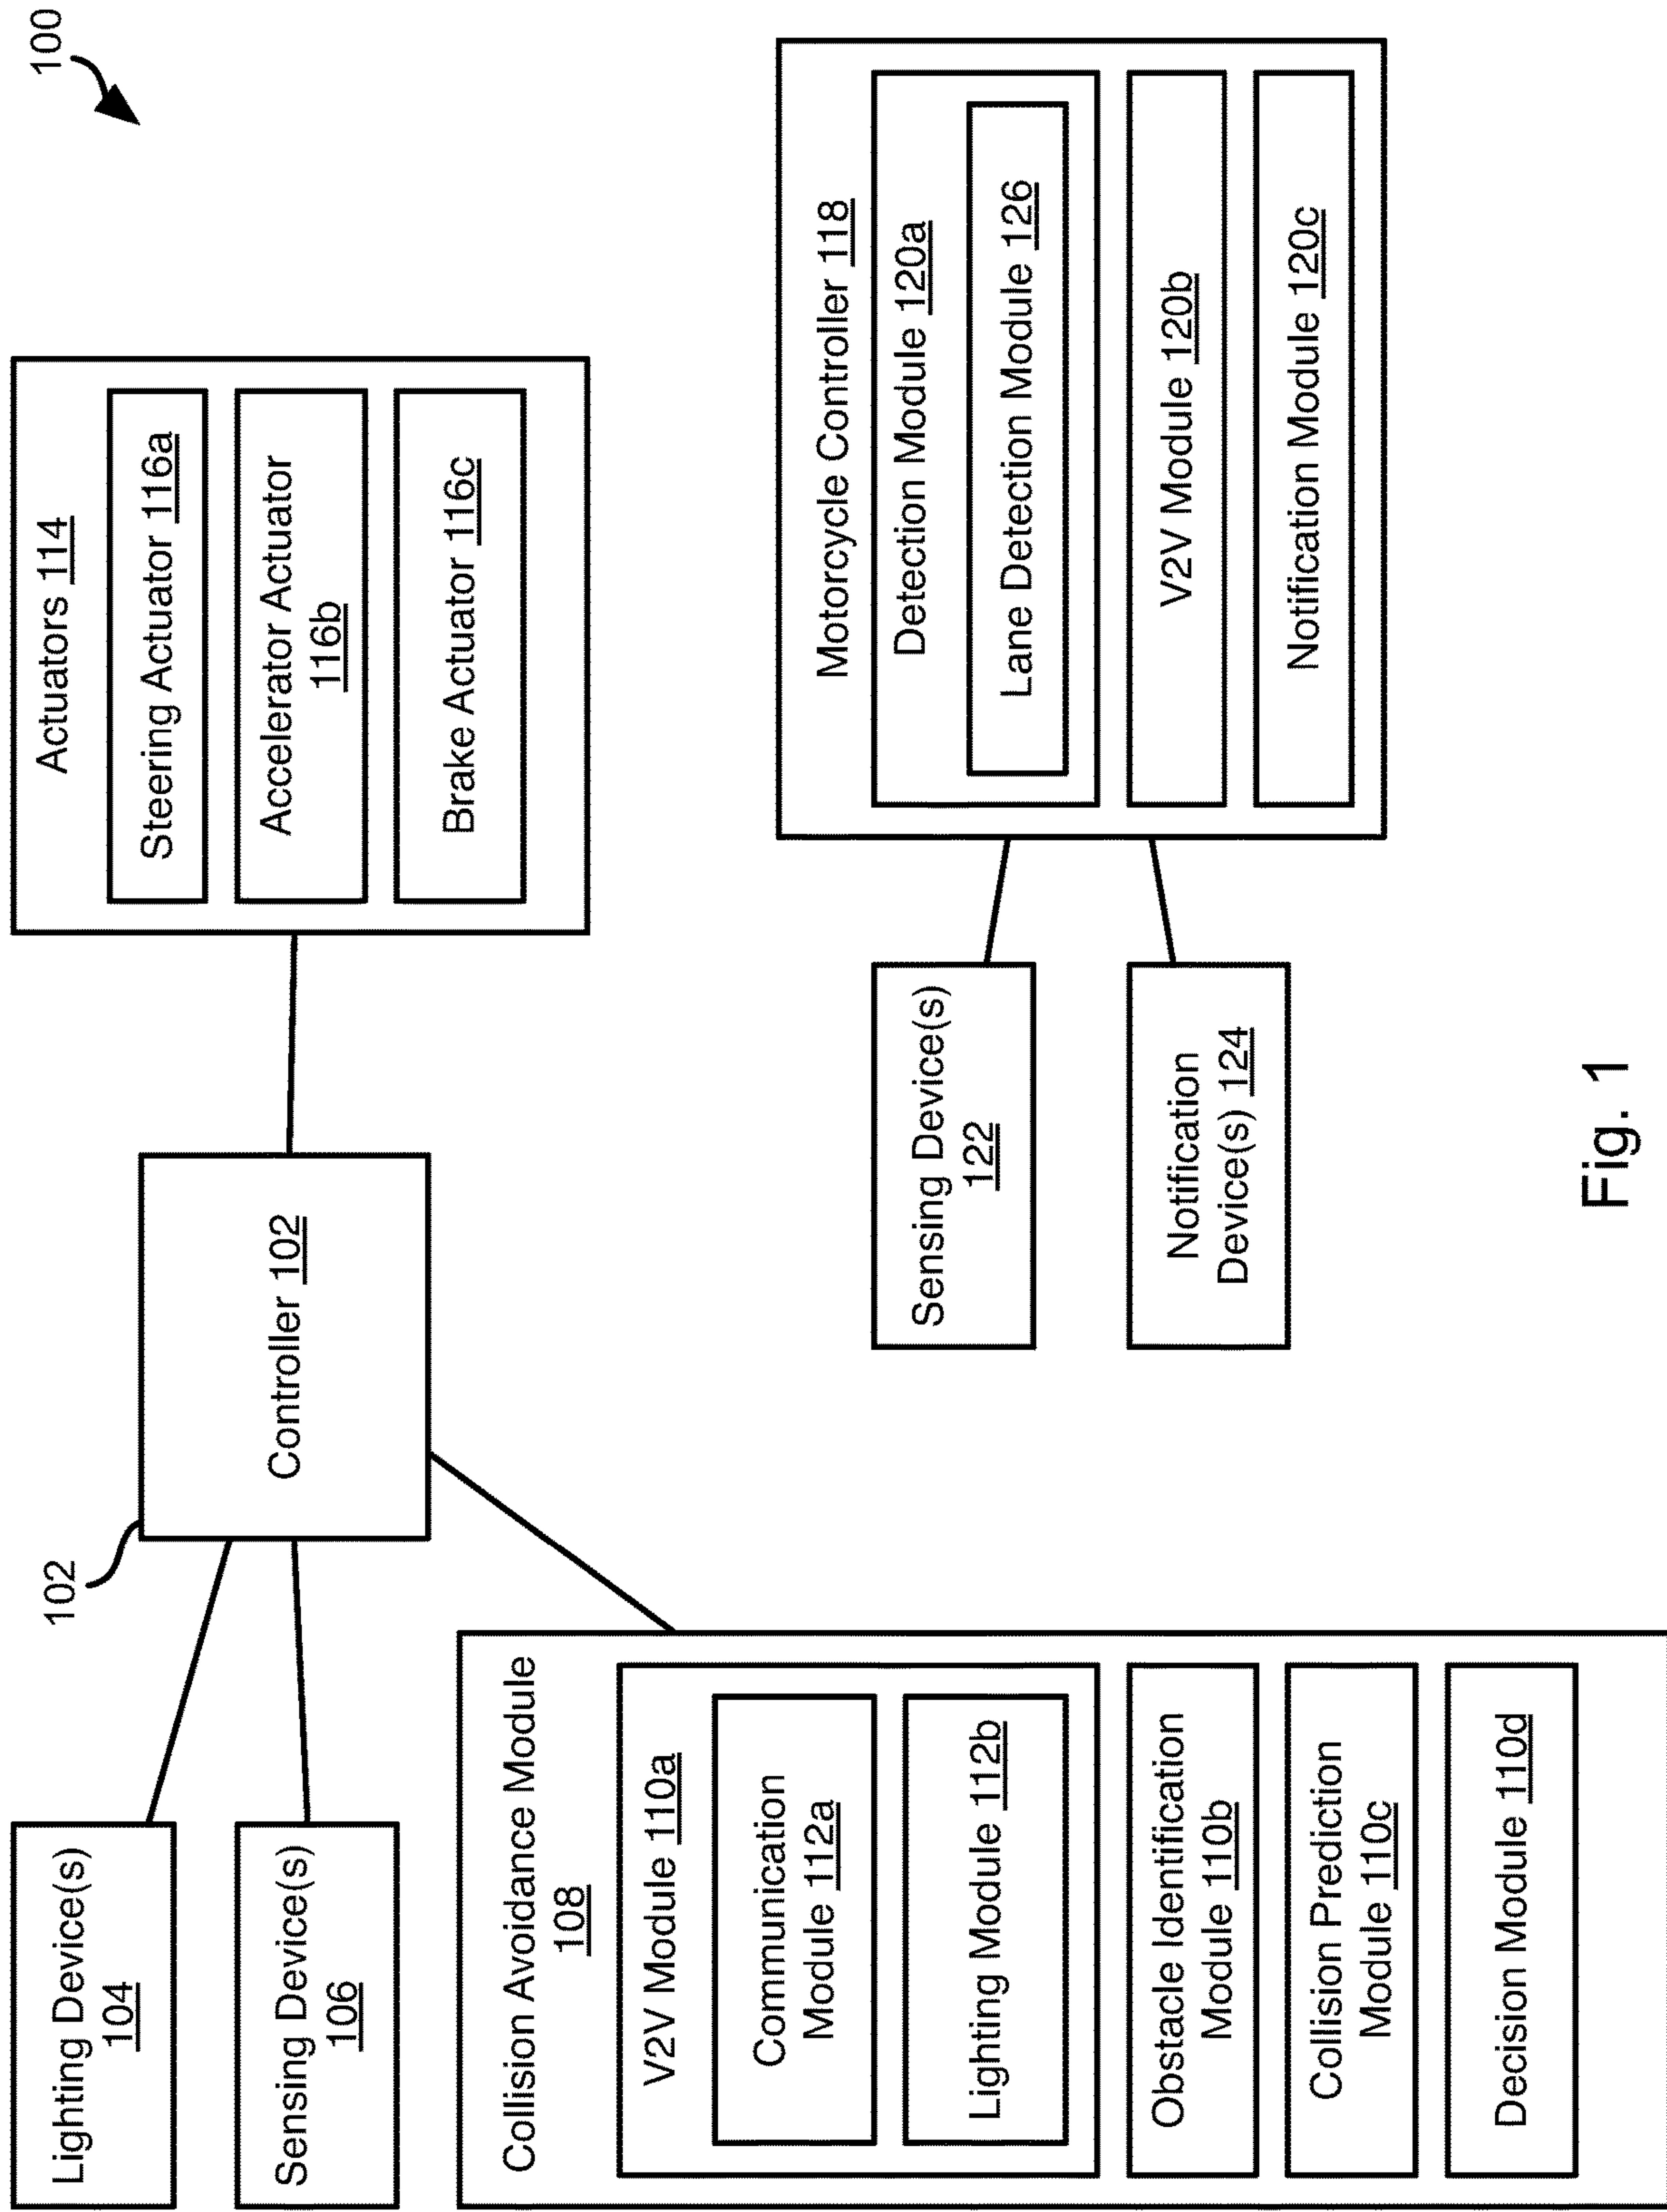 100
Lighting Device(s)
104
Sensing Device(s)
106
102
Controller 102
Collision Avoidance Module
108
V2V Module 110a
Communication
Module 112a
Lighting Module 112b
Obstacle Identification
Module 110b
Collision Prediction
Module 110c
Decision Module 110d
Actuators 114
Steering Actuator 116a
Accelerator Actuator
116b
Brake Actuator 116c
Sensing Device(s)
122
Notification
Device(s) 124
Motorcycle Controller 118
Detection Module 120a
Lane Detection Module 126
V2V Module 120b
Notification Module 120c
Fig. 1